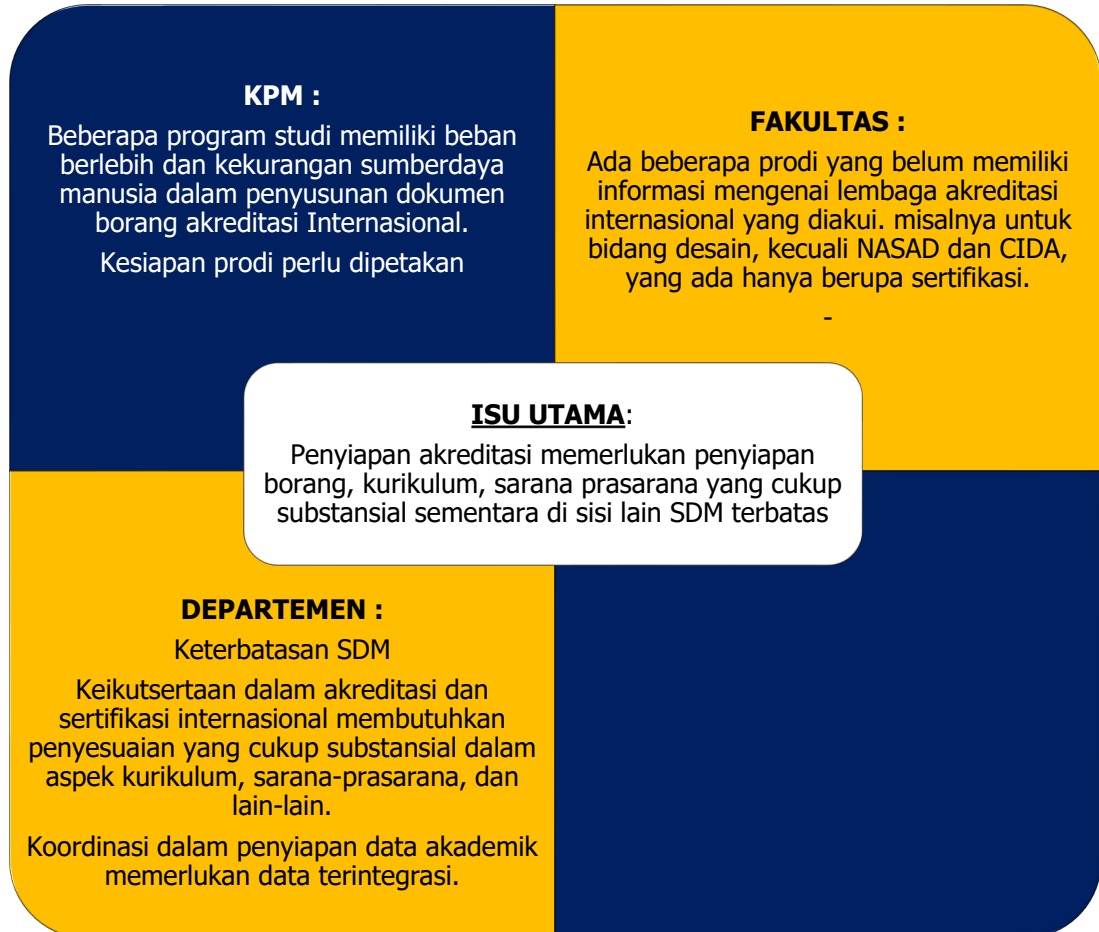 KPM :
Beberapa program studi memiliki beban
berlebih dan kekurangan sumberdaya
manusia dalam penyusunan dokumen
borang akreditasi Internasional.
Kesiapan prodi perlu dipetakan
FAKULTAS :
Ada beberapa prodi yang belum memiliki
informasi mengenai lembaga akreditasi
internasional yang diakui. misalnya untuk
bidang desain, kecuali NASAD dan CIDA,
yang ada hanya berupa sertifikasi.
-
ISU UTAMA:
Penyiapan akreditasi memerlukan penyiapan
borang, kurikulum, sarana prasarana yang cukup
substansial sementara di sisi lain SDM terbatas
DEPARTEMEN :
Keterbatasan SDM
Keikutsertaan dalam akreditasi dan
sertifikasi internasional membutuhkan
penyesuaian yang cukup substansial dalam
aspek kurikulum, sarana-prasarana, dan
lain-lain.
Koordinasi dalam penyiapan data akademik
memerlukan data terintegrasi.